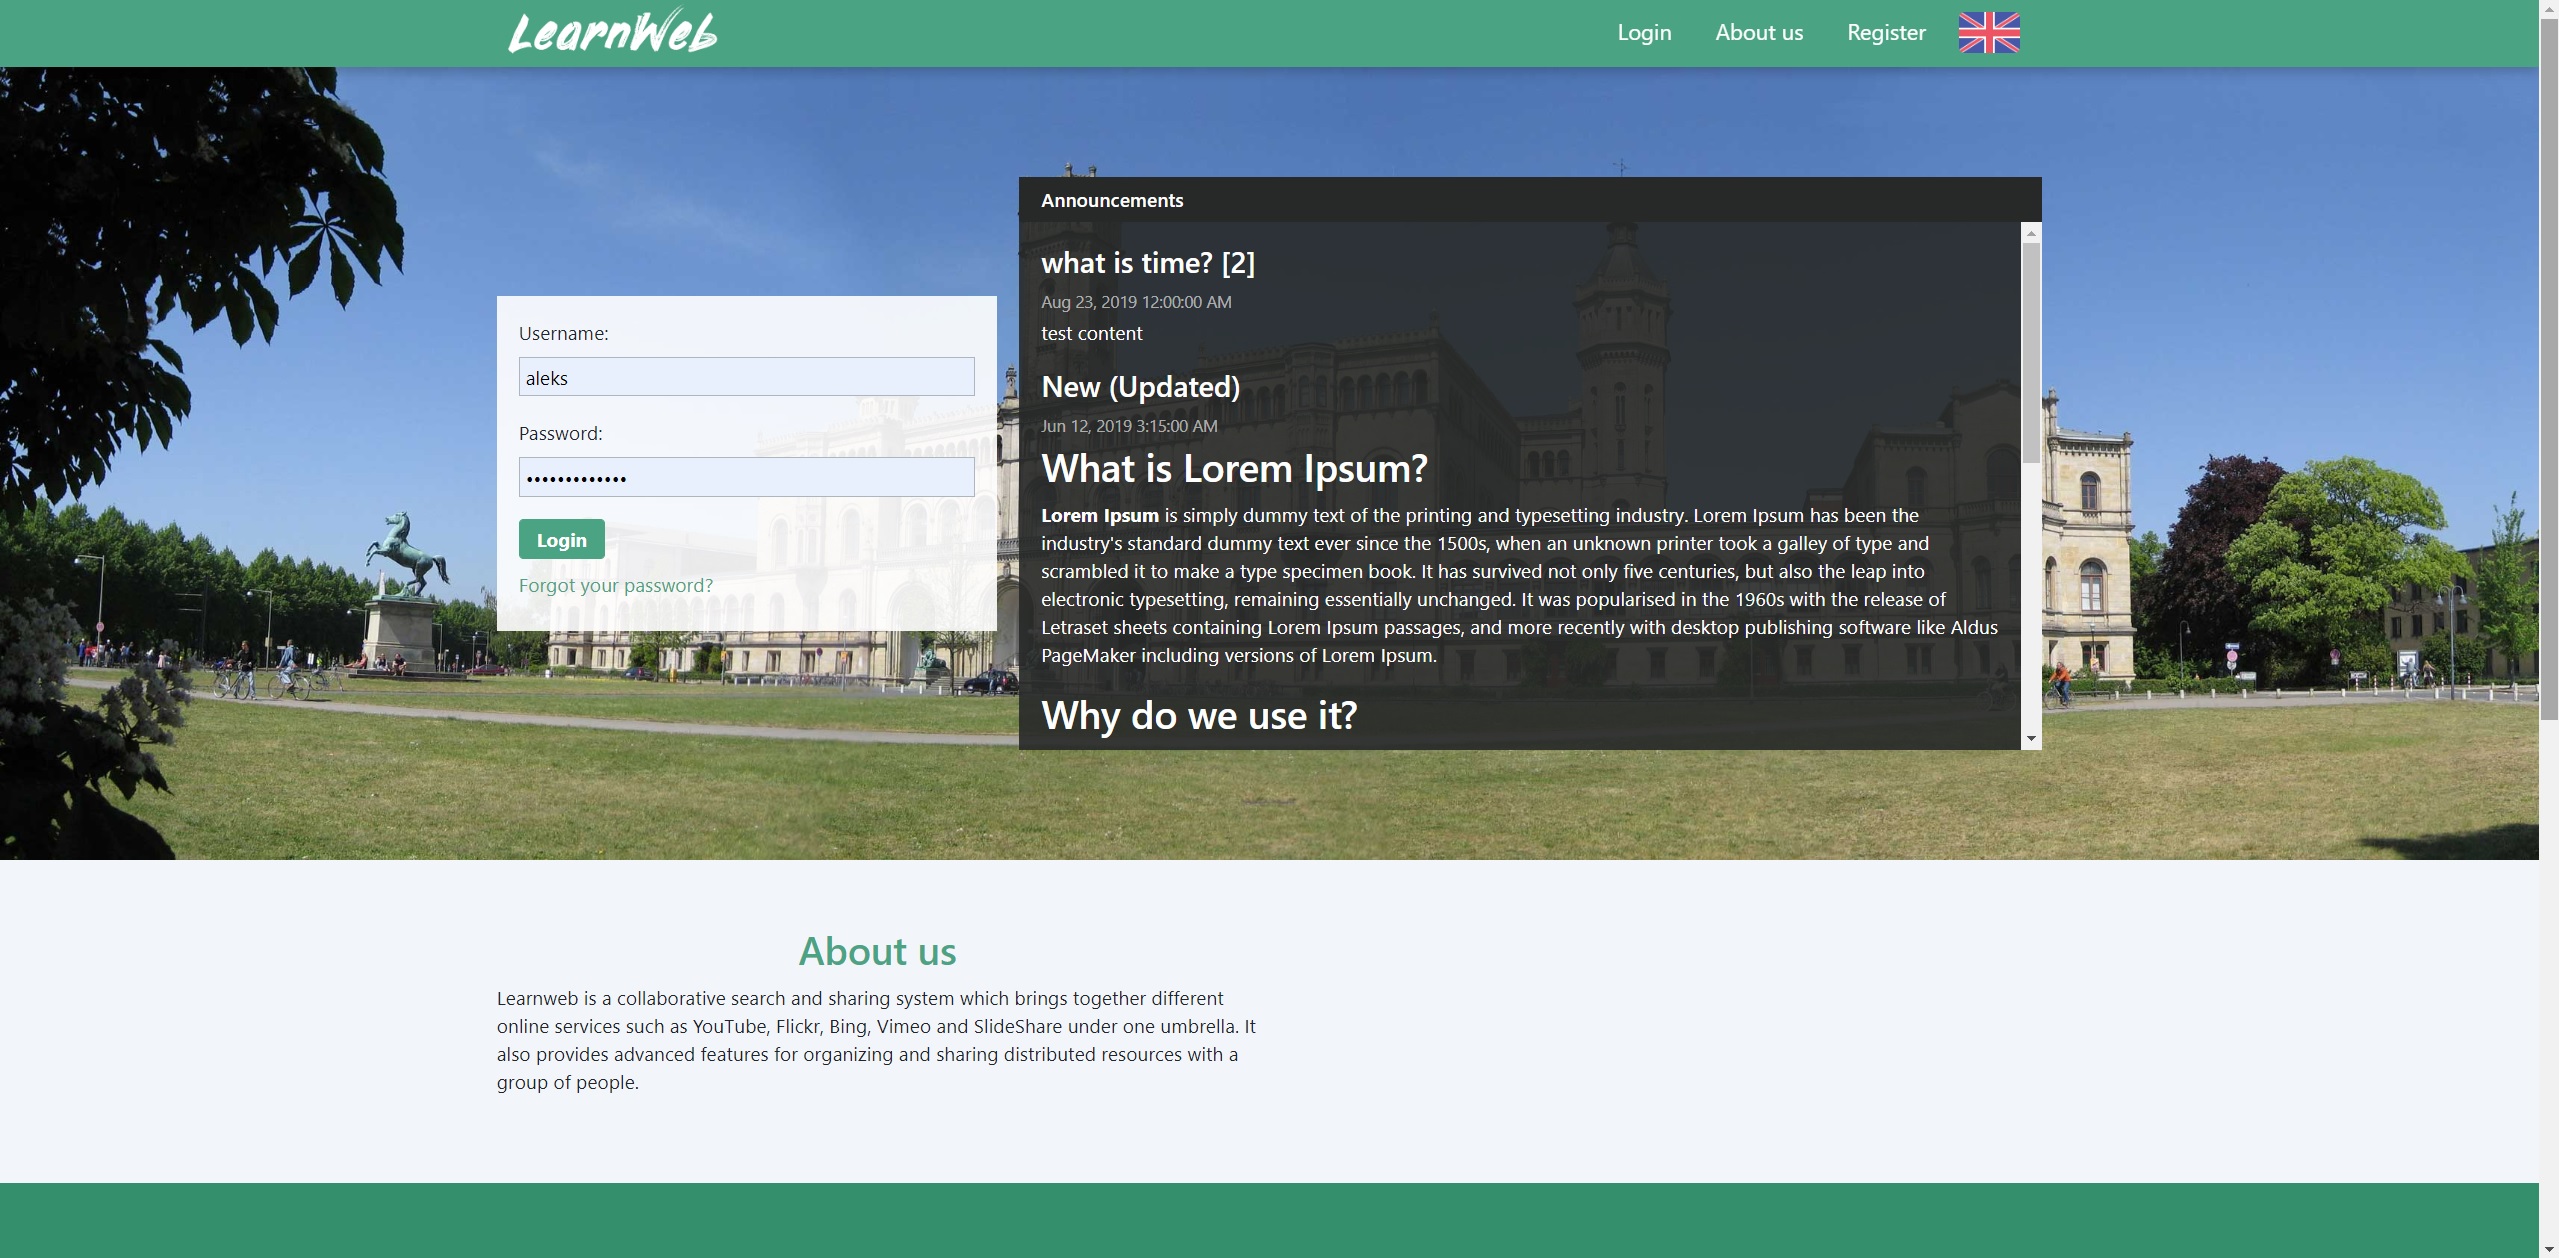 LearnWeb
Login
About us
Register
Announcements
what is time? [2]
Aug 23, 2019 12:00:00 AM
test content
New (Updated)
Jun 12, 2019 3:15:00 AM
What is Lorem Ipsum?
Lorem Ipsum is simply dummy text of the printing and typesetting industry. Lorem Ipsum has been the
industry's standard dummy text ever since the 1500s, when an unknown printer took a galley of type and
scrambled it to make a type specimen book. It has survived not only five centuries, but also the leap into
electronic typesetting, remaining essentially unchanged. It was popularised in the 1960s with the release of
Letraset sheets containing Lorem Ipsum passages, and more recently with desktop publishing software like Aldus
PageMaker including versions of Lorem Ipsum.
Why do we use it?
Username:
aleks
Password:
•••••••••••••
Login
Forgot your password?
About us
Learnweb is a collaborative search and sharing system which brings together different
online services such as YouTube, Flickr, Bing, Vimeo and SlideShare under one umbrella. It
also provides advanced features for organizing and sharing distributed resources with a
group of people.